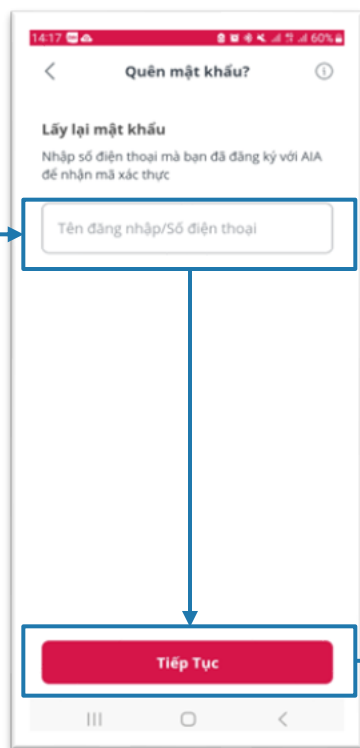 14:17 60%
Quên mật khẩu?
Lấy lại mật khẩu
Nhập số điện thoại mà bạn đã đăng ký với AIA
để nhận mã xác thực
Tên đăng nhập/Số điện thoại
Tiếp Tục